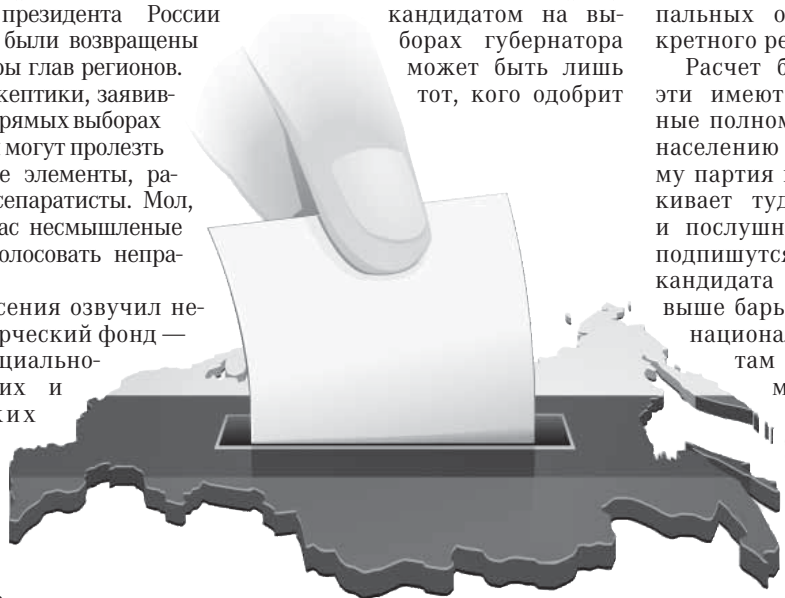 президента России
были возвращены
ры глав регионов.
кептики, заявив-
рямых выборах
могут пролезть
е элементы, ра-
сепаратисты. Мол,
ас несмышленые
олосовать непра-
сения озвучил не-
рческий фонд —
циально-
их и
ких
кандидатом на вы-
борах губернатора
может быть лишь
тот, кого одобрит
пальных о
кретного ре
Расчет б
эти имеют
ные полном
населению
му партия
кивает туд
и послушн
подпишутся
кандидата
выше барь
национал
там
м